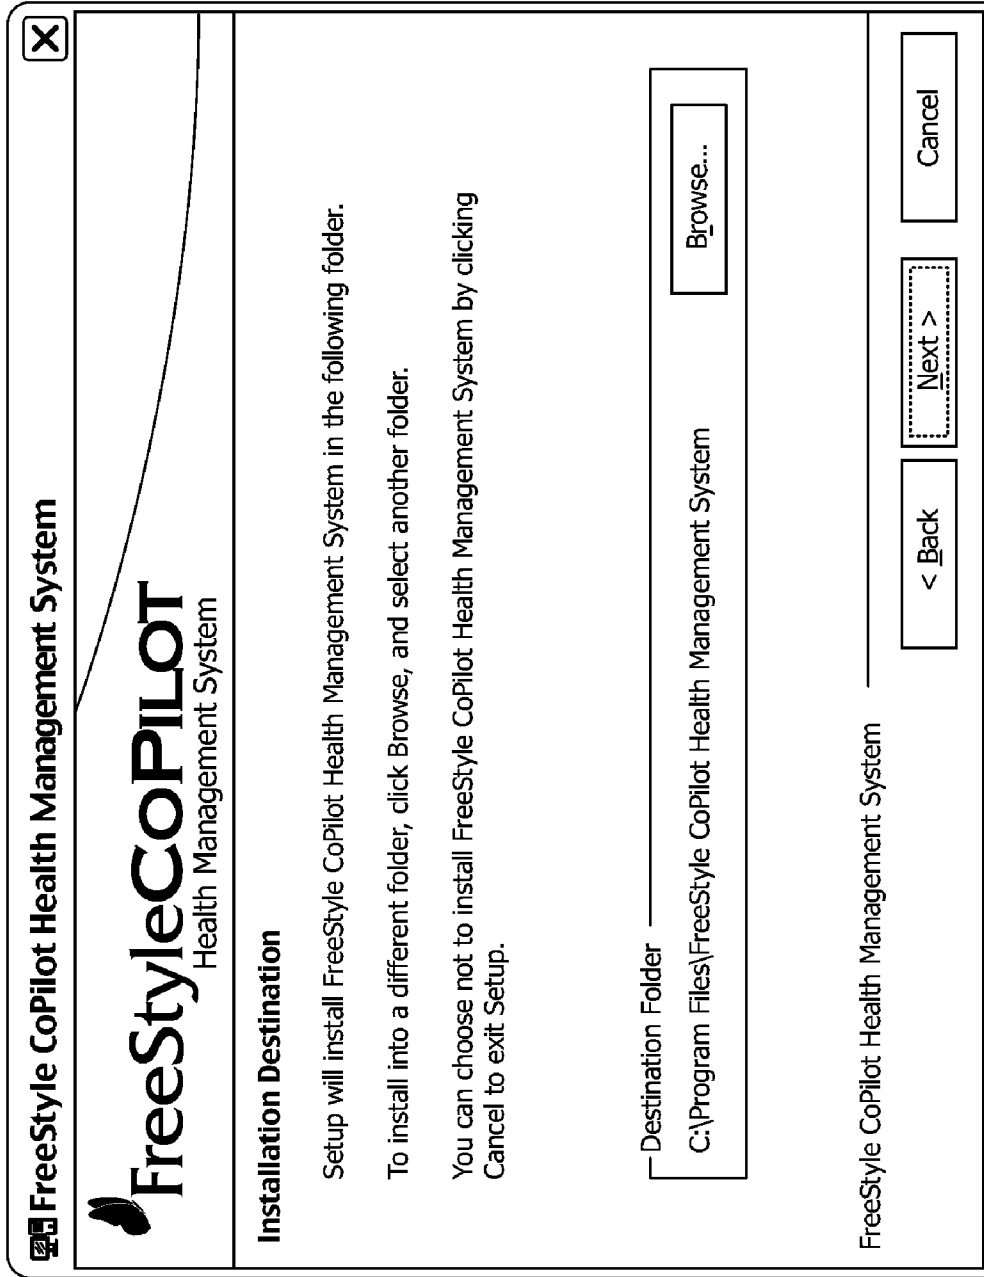 FreeStyle CoPilot Health Management System
FreeStyleCoPilot
Health Management System
Installation Destination
Setup will install FreeStyle CoPilot Health Management System in the following folder.
To install into a different folder, click Browse, and select another folder.
You can choose not to install FreeStyle CoPilot Health Management System by clicking
Cancel to exit Setup.
Destination Folder
C:\Program Files\FreeStyle CoPilot Health Management System
Browse...
FreeStyle CoPilot Health Management System
< Back
Next >
Cancel